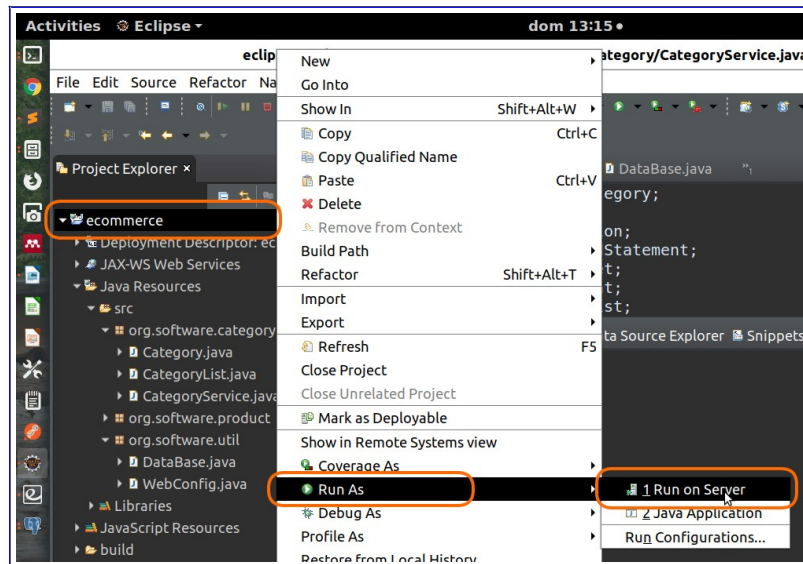 Activities Eclipse dom 13:15
eclip ategory/CategoryService.java
File Edit Source Refactor Na
Project Explorer
ecommerce
Deployment Descriptor: ec
JAX-WS Web Services
Java Resources
src
org.software.category
Category.java
CategoryList.java
CategoryService.java
org.software.product
org.software.util
DataBase.java
WebConfig.java
Libraries
JavaScript Resources
build
New
Go Into
Show In Shift+Alt+W
Copy Ctrl+C
Copy Qualified Name
Paste Ctrl+V
Delete
Remove from Context
Build Path
Refactor Shift+Alt+T
Import
Export
Refresh F5
Close Project
Close Unrelated Project
Mark as Deployable
Show in Remote Systems view
Coverage As
Run As
Debug As
Profile As
Restore from Local History
1 Run on Server
2 Java Application
Run Configurations...
DataBase.java "1
egory;
on;
Statement;
t;
t;
st;
ta Source Explorer Snippets